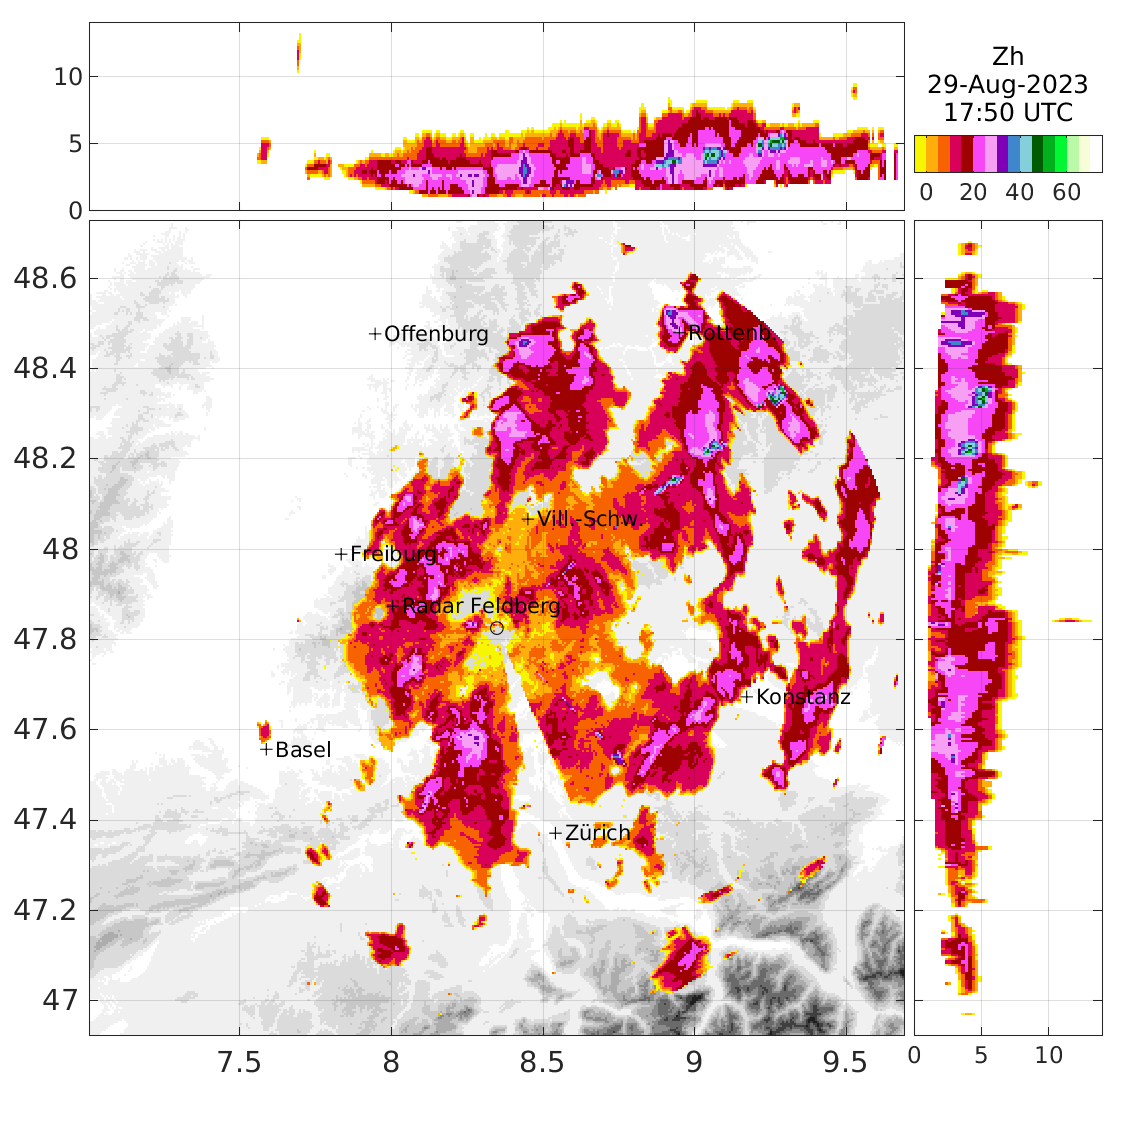 10
5
0
Zh
29-Aug-2023
17:50 UTC
0 20 40 60
48.6
48.4
48.2
48
47.8
47.6
47.4
47.2
47
+Offenburg
+Rottenb.
+Vill.-Schw.
+Freiburg
+Radar Feldberg
+Konstanz
+Basel
+Zürich
7.5 8 8.5 9 9.5
0 5 10